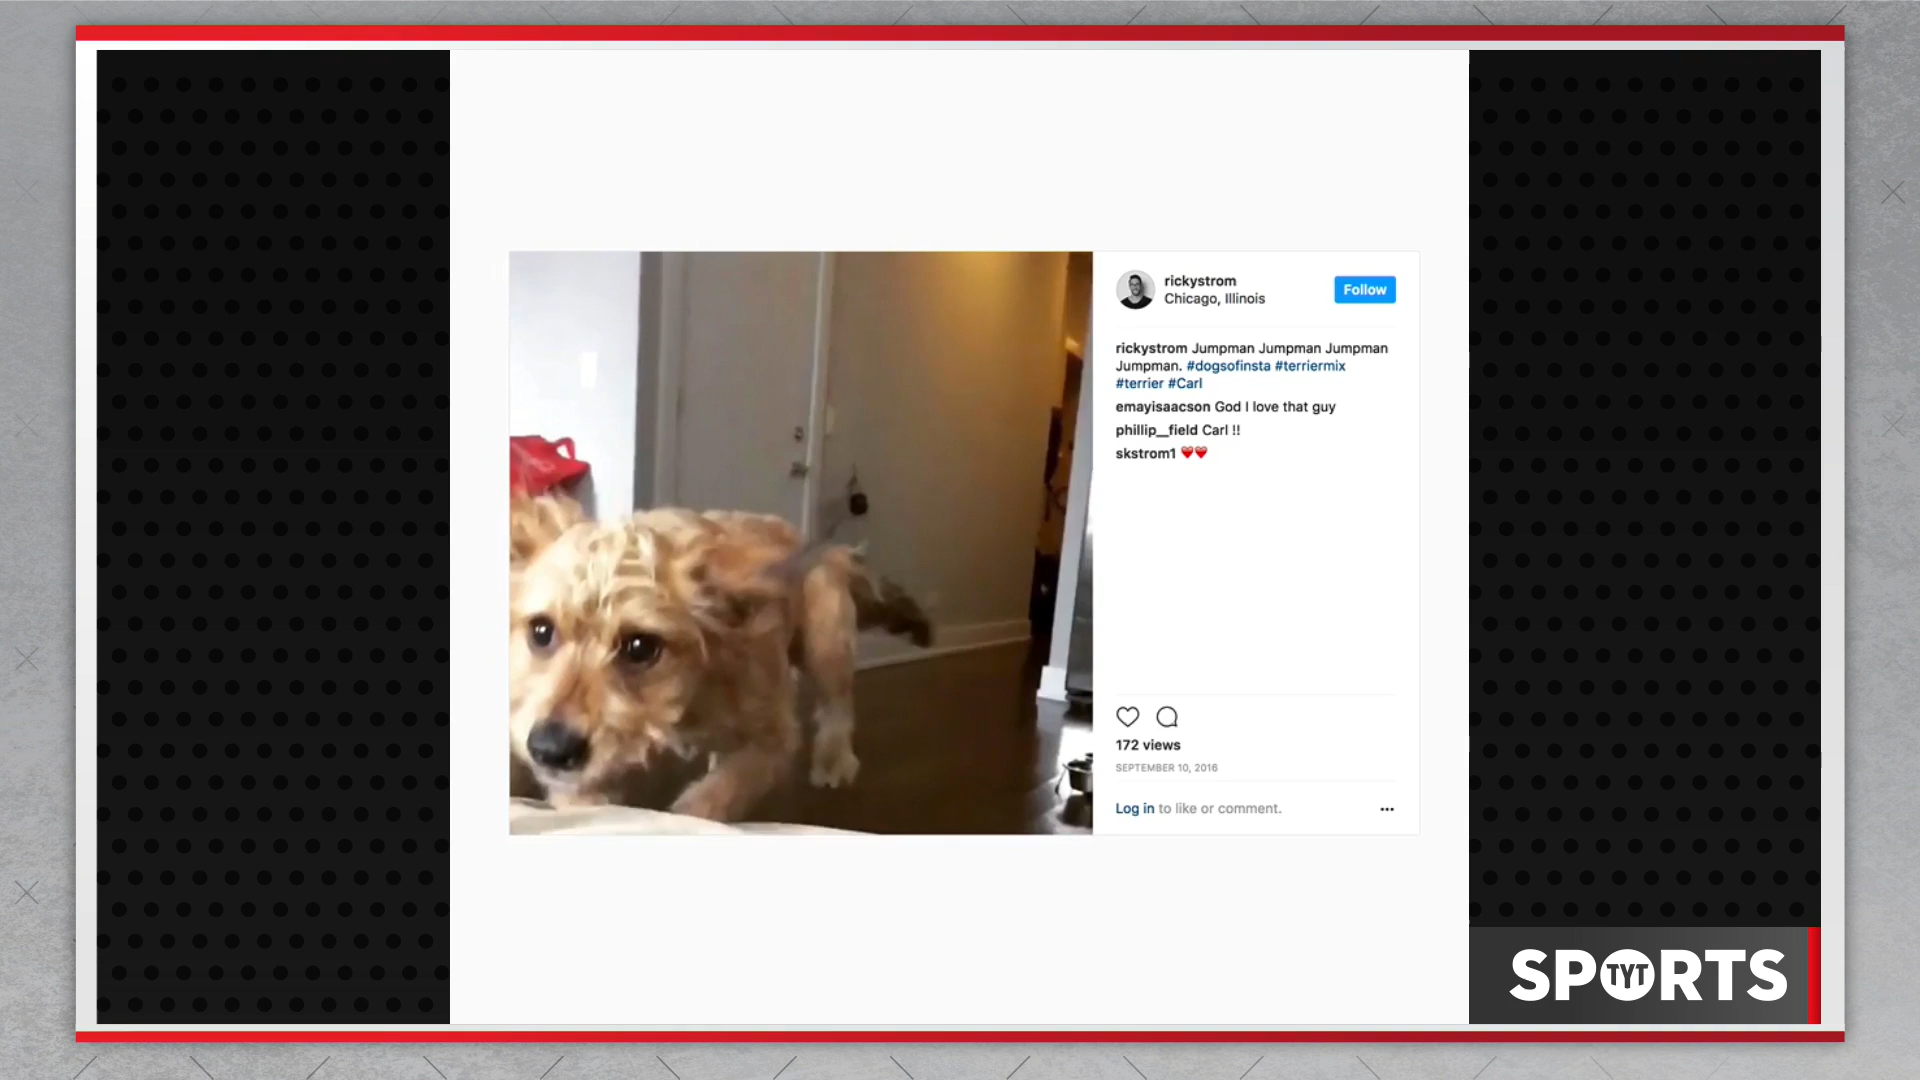 rickystrom
Chicago, Illinois
Follow
rickystrom Jumpman Jumpman Jumpman
Jumpman. #dogsofinsta #terriermix
#terrier #Carl
emayisaacson God I love that guy
phillip__field Carl !!
skstrom1 ❤️❤️
172 views
SEPTEMBER 10, 2016
Log in to like or comment.
SPORTS
TYT